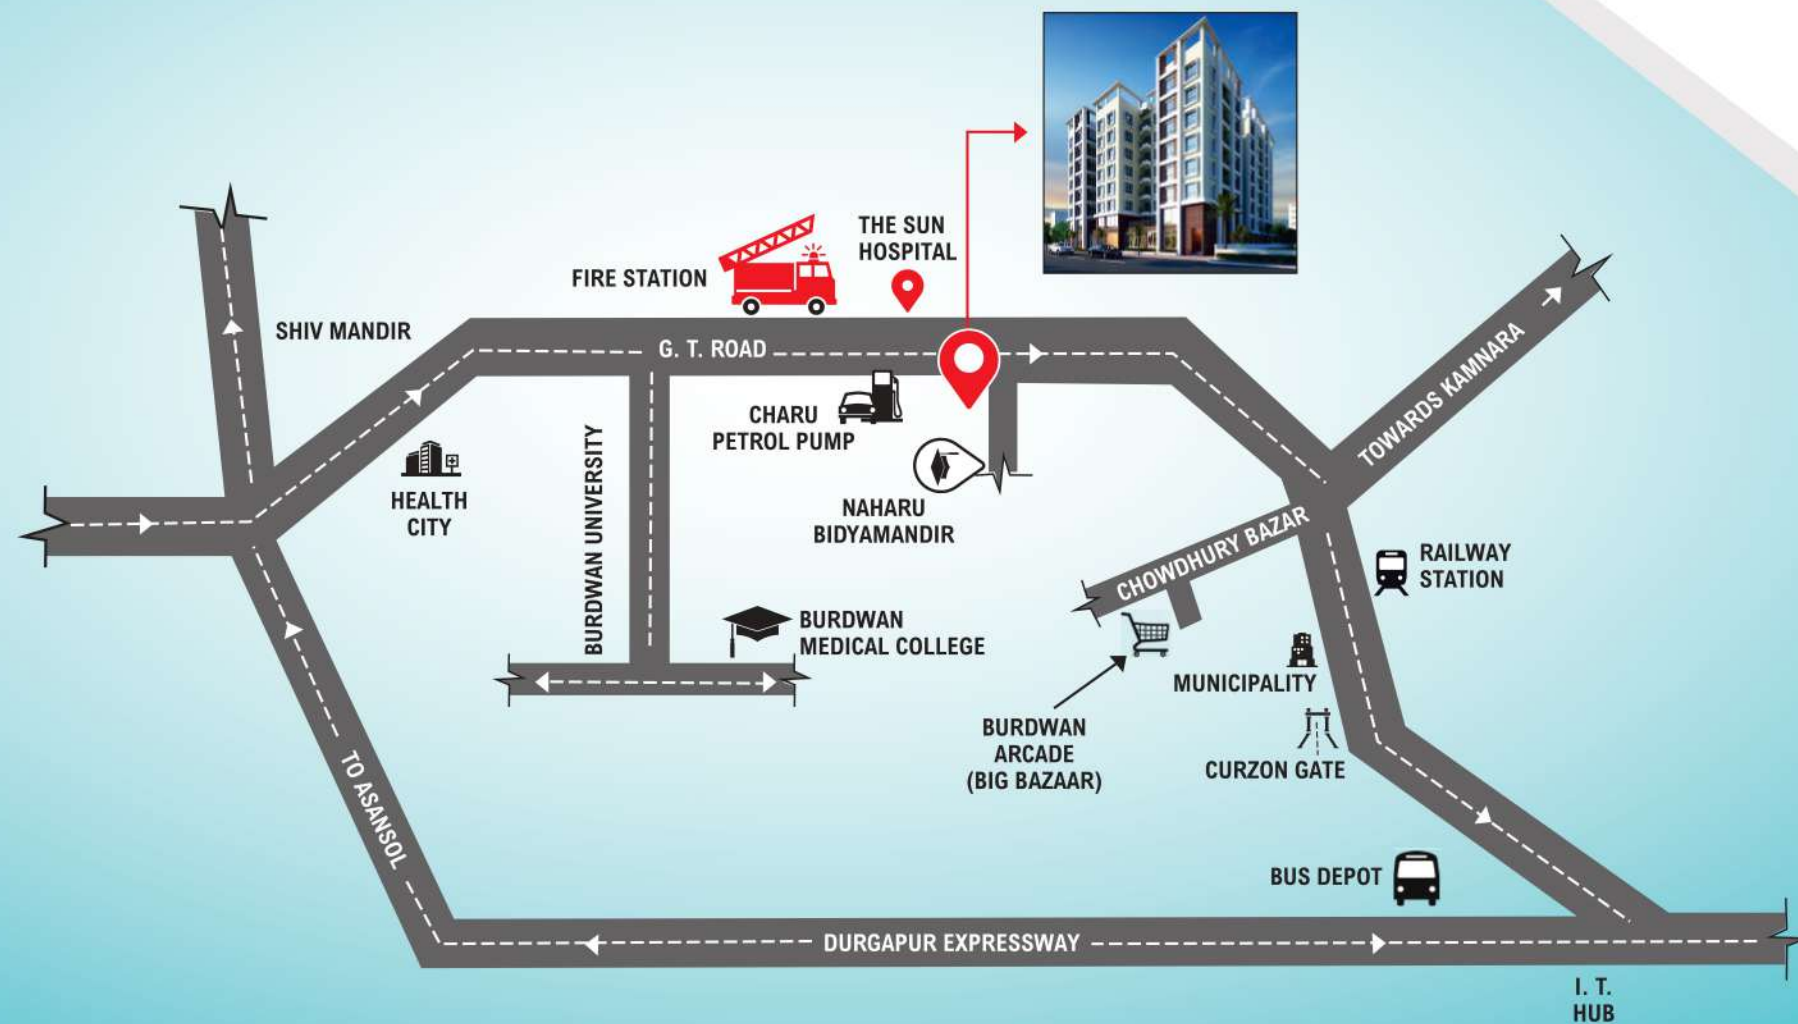 THE SUN
HOSPITAL
FIRE STATION
SHIV MANDIR
G. T. ROAD
TOWARDS KAMNARA
CHARU
PETROL PUMP
HEALTH
CITY
BURDWAN UNIVERSITY
NAHARU
BIDYAMANDIR
CHOWDHURY BAZAR
RAILWAY
STATION
BURDWAN
MEDICAL COLLEGE
MUNICIPALITY
BURDWAN
ARCADE
(BIG BAZAAR)
CURZON GATE
TO ASANSOL
BUS DEPOT
DURGAPUR EXPRESSWAY
I. T.
HUB